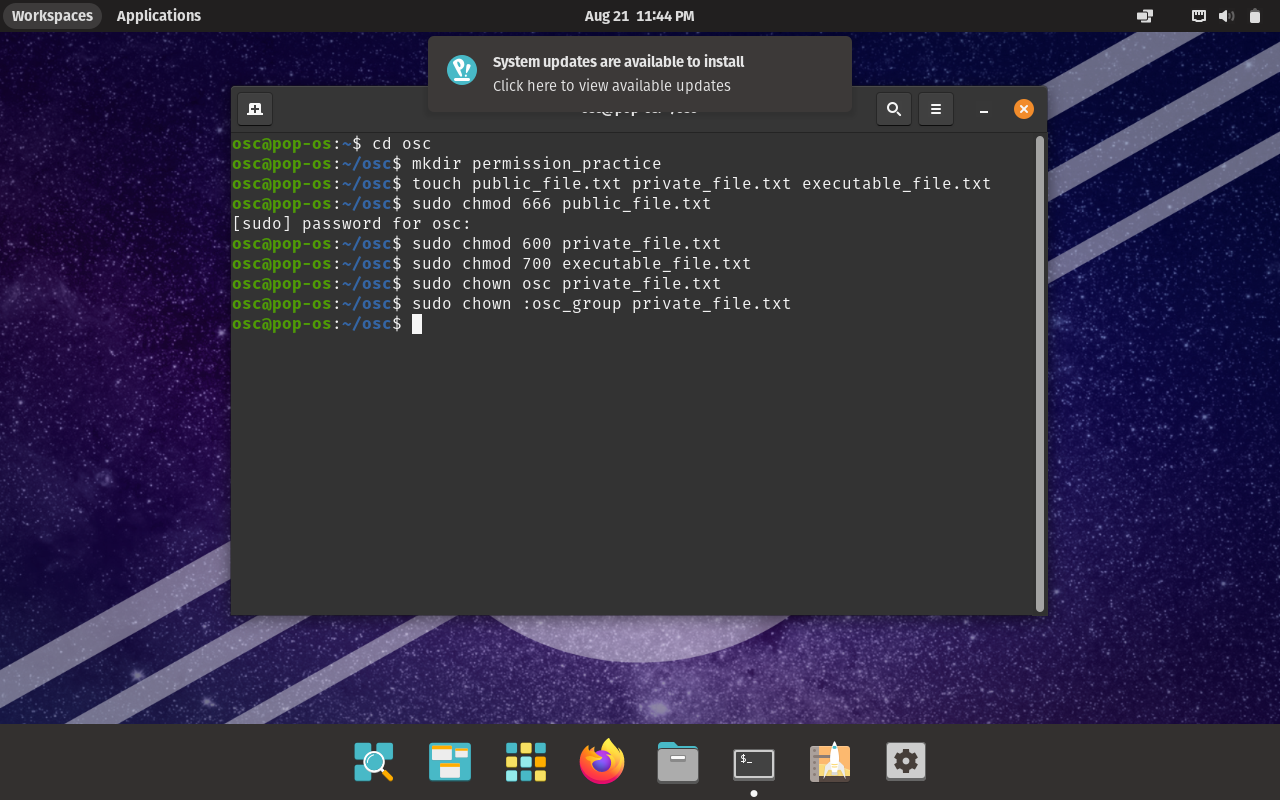 Workspaces Applications Aug 21 11:44 PM
System updates are available to install
Click here to view available updates
osc@pop-os:~$ cd osc
osc@pop-os:~/osc$ mkdir permission_practice
osc@pop-os:~/osc$ touch public_file.txt private_file.txt executable_file.txt
osc@pop-os:~/osc$ sudo chmod 666 public_file.txt
[sudo] password for osc:
osc@pop-os:~/osc$ sudo chmod 600 private_file.txt
osc@pop-os:~/osc$ sudo chmod 700 executable_file.txt
osc@pop-os:~/osc$ sudo chown osc private_file.txt
osc@pop-os:~/osc$ sudo chown :osc_group private_file.txt
osc@pop-os:~/osc$
$_